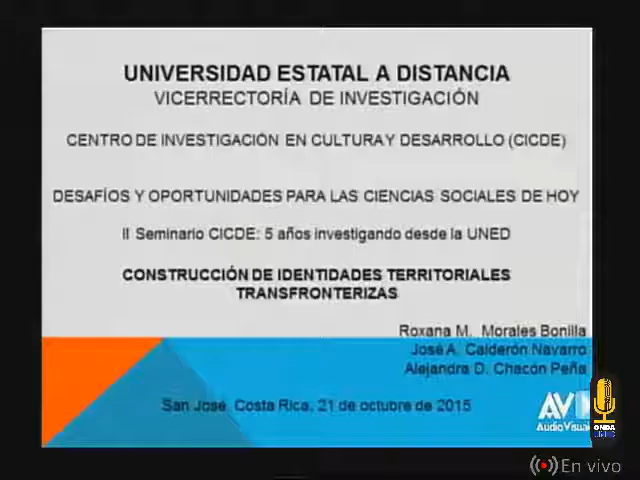 UNIVERSIDAD ESTATAL A DISTANCIA
VICERRECTORÍA DE INVESTIGACIÓN
CENTRO DE INVESTIGACIÓN EN CULTURA Y DESARROLLO (CICDE)
DESAFÍOS Y OPORTUNIDADES PARA LAS CIENCIAS SOCIALES DE HOY
II Seminario CICDE: 5 años investigando desde la UNED
CONSTRUCCIÓN DE IDENTIDADES TERRITORIALES
TRANSFRONTERIZAS
Roxana M. Morales Bonilla
José A. Calderón Navarro
Alejandra D. Chacón Peña
San José, Costa Rica, 21 de octubre de 2015
ONDA
En vivo